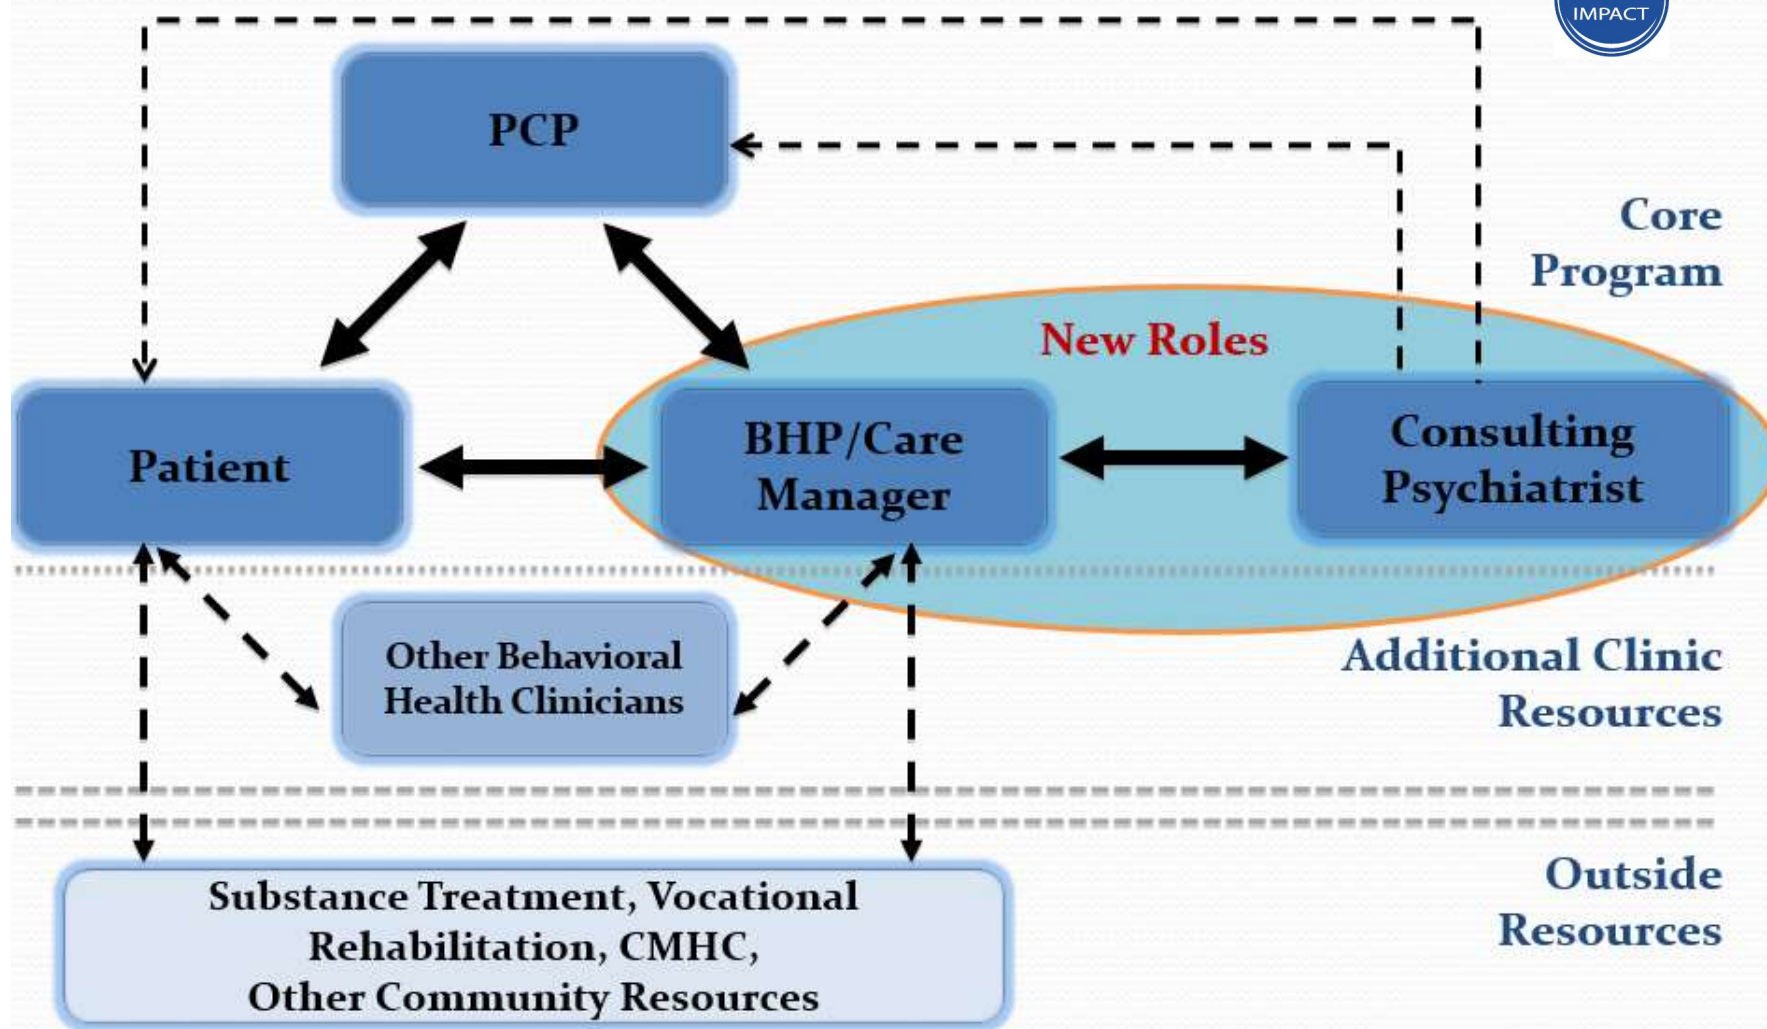 IMPACT
PCP
Core
Program
New Roles
Patient
BHP/Care
Manager
Consulting
Psychiatrist
Other Behavioral
Health Clinicians
Additional Clinic
Resources
Outside
Resources
Substance Treatment, Vocational
Rehabilitation, CMHC,
Other Community Resources